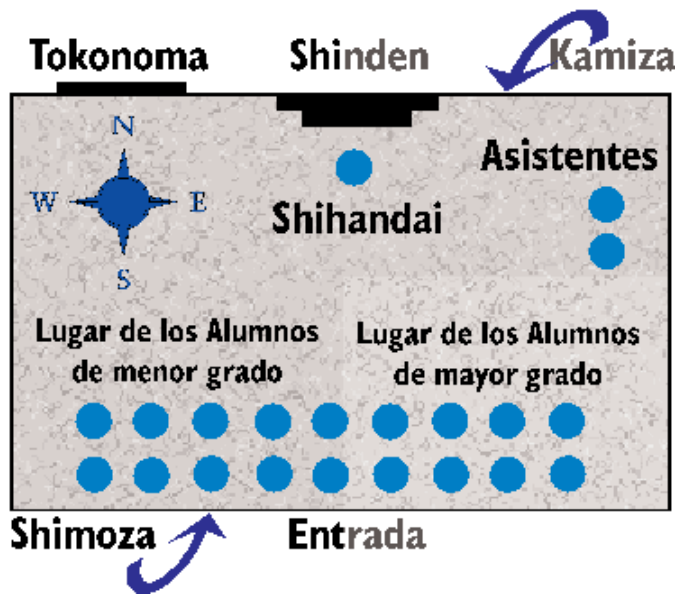 Tokonoma Shinden Kamiza
N
W E
S
Asistentes
Shihandai
Lugar de los Alumnos
de menor grado
Lugar de los Alumnos
de mayor grado
Shimoza Entrada